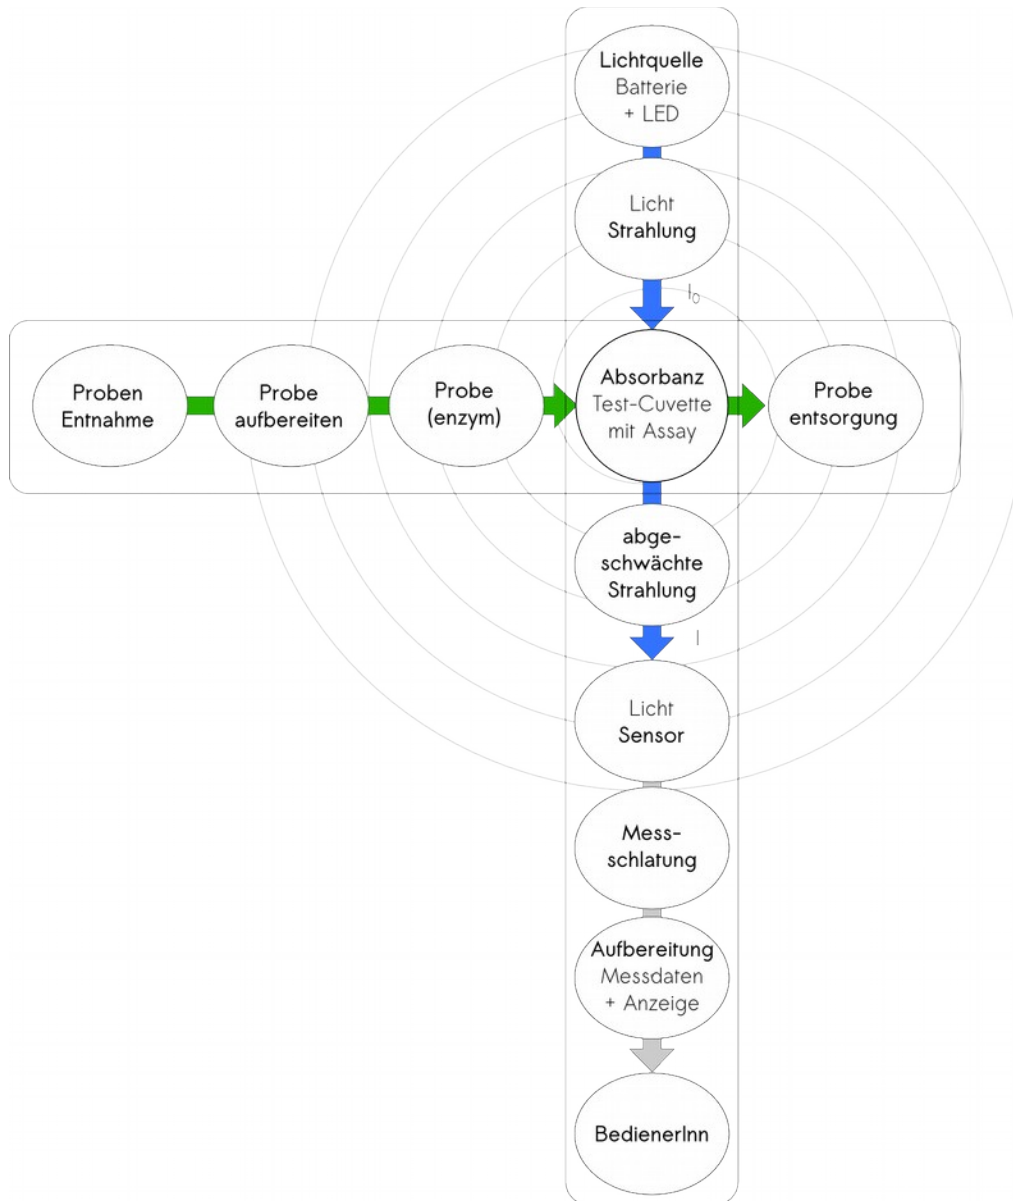 Lichtquelle
Batterie
+ LED
Licht
Strahlung
I₀
Proben
Entnahme
Probe
aufbereiten
Probe
(enzym)
Absorbanz
Test-Cuvette
mit Assay
Probe
entsorgung
abge-
schwächte
Strahlung
I
Licht
Sensor
Mess-
schlatung
Aufbereitung
Messdaten
+ Anzeige
BedienerInn